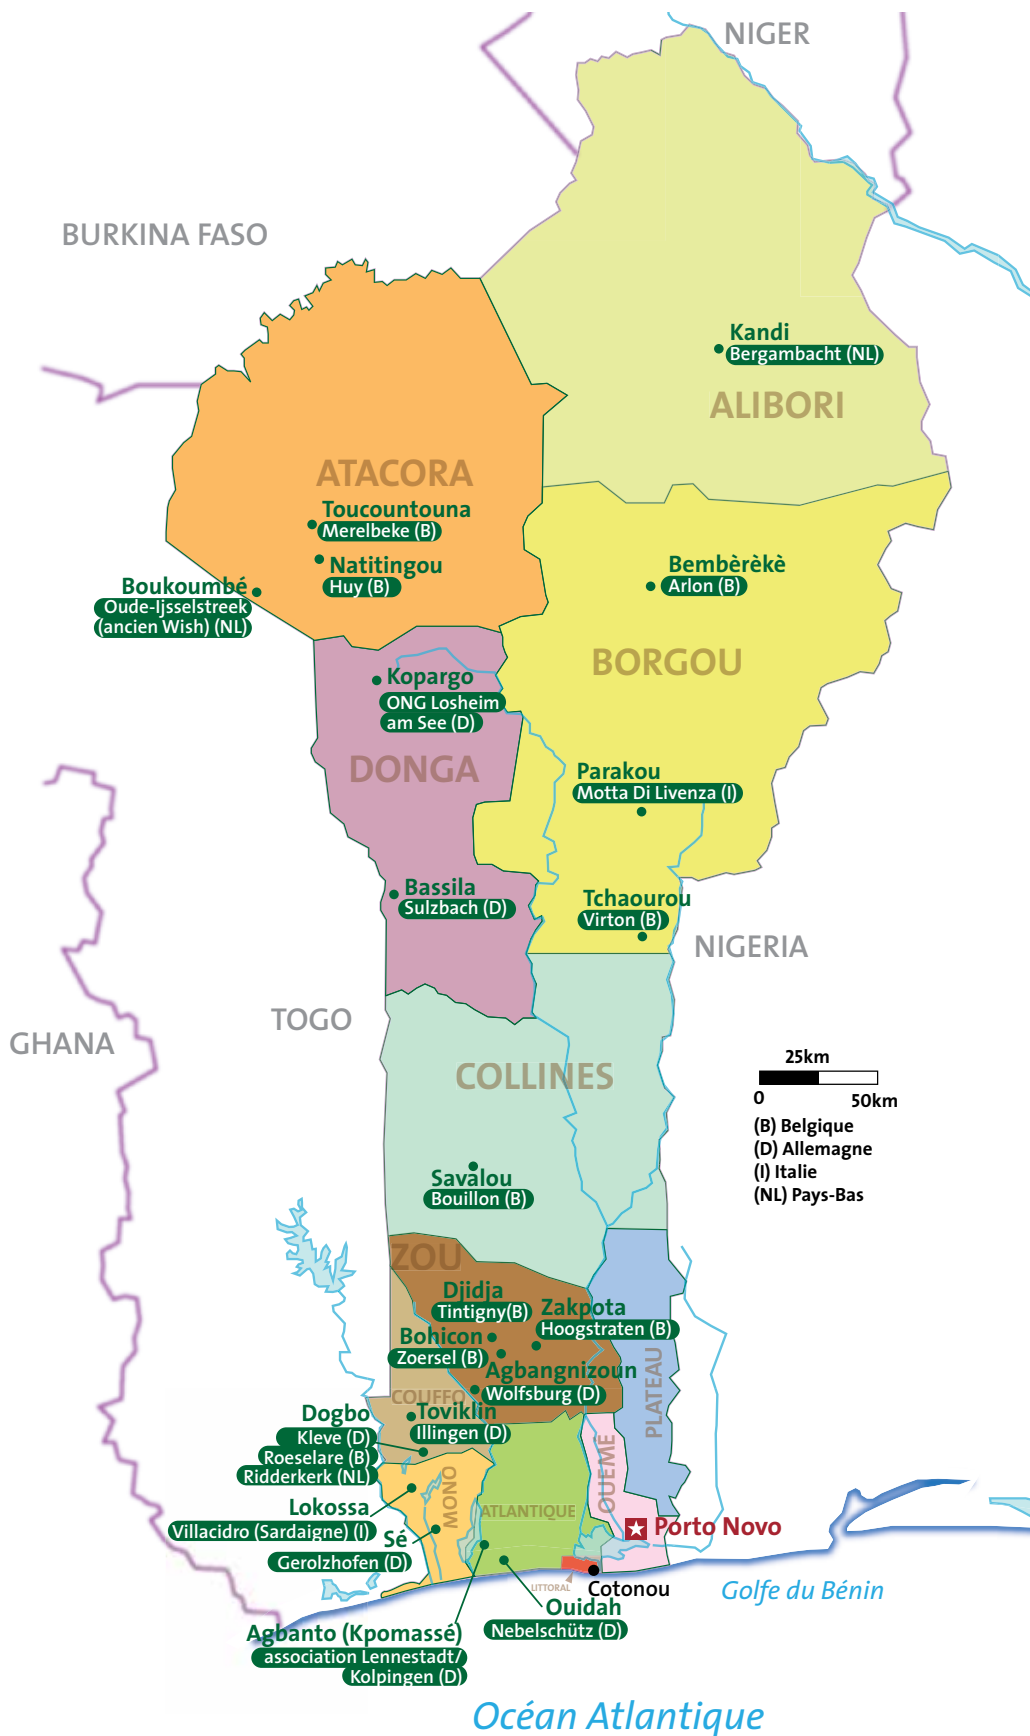 NIGER
BURKINA FASO
Kandi
Bergambacht (NL)
ALIBORI
ATACORA
Toucountouna
Merelbeke (B)
Natitingou
Huy (B)
Boukoumbé
Oude-Ijsselstreek
(ancien Wish) (NL)
Bembèrèkè
Arlon (B)
BORGOU
Kopargo
ONG Losheim
am See (D)
DONGA
Parakou
Motta Di Livenza (I)
Bassila
Sulzbach (D)
Tchaourou
Virton (B)
NIGERIA
TOGO
GHANA
COLLINES
25km
0
50km
(B) Belgique
(D) Allemagne
(I) Italie
(NL) Pays-Bas
Savalou
Bouillon (B)
ZOU
Djidja
Tintigny(B)
Zakpota
Hoogstraten (B)
Bohicon
Zoersel (B)
Agbangnizoun
Wolfsburg (D)
PLATEAU
COUFFO
Toviklin
Illingen (D)
Dogbo
Kleve (D)
Roeselare (B)
Ridderkerk (NL)
OUEMÉ
MONO
Lokossa
Villacidro (Sardaigne) (I)
ATLANTIQUE
Porto Novo
Sé
Gerolzhofen (D)
LITTORAL
Cotonou
Golfe du Bénin
Ouidah
Nebelschütz (D)
Agbanto (Kpomassé)
association Lennestadt/
Kolpingen (D)
Océan Atlantique